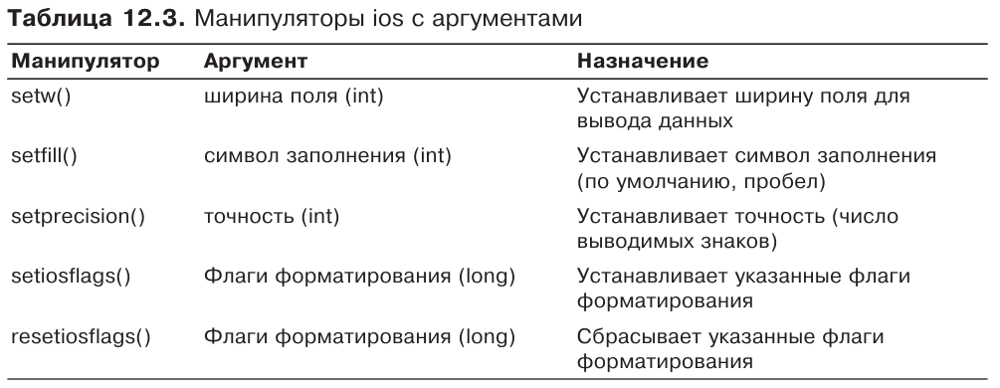 Таблица 12.3. Манипуляторы ios с аргументами
Манипулятор Аргумент Назначение
setw() ширина поля (int) Устанавливает ширину поля для
вывода данных
setfill() символ заполнения (int) Устанавливает символ заполнения
(по умолчанию, пробел)
setprecision() точность (int) Устанавливает точность (число
выводимых знаков)
setiosflags() Флаги форматирования (long) Устанавливает указанные флаги
форматирования
resetiosflags() Флаги форматирования (long) Сбрасывает указанные флаги
форматирования